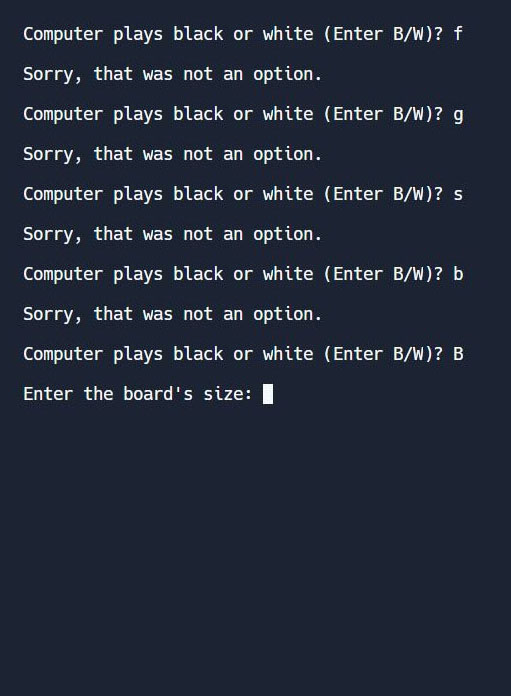 Computer plays black or white (Enter B/W)? f
Sorry, that was not an option.
Computer plays black or white (Enter B/W)? g
Sorry, that was not an option.
Computer plays black or white (Enter B/W)? s
Sorry, that was not an option.
Computer plays black or white (Enter B/W)? b
Sorry, that was not an option.
Computer plays black or white (Enter B/W)? B
Enter the board's size: